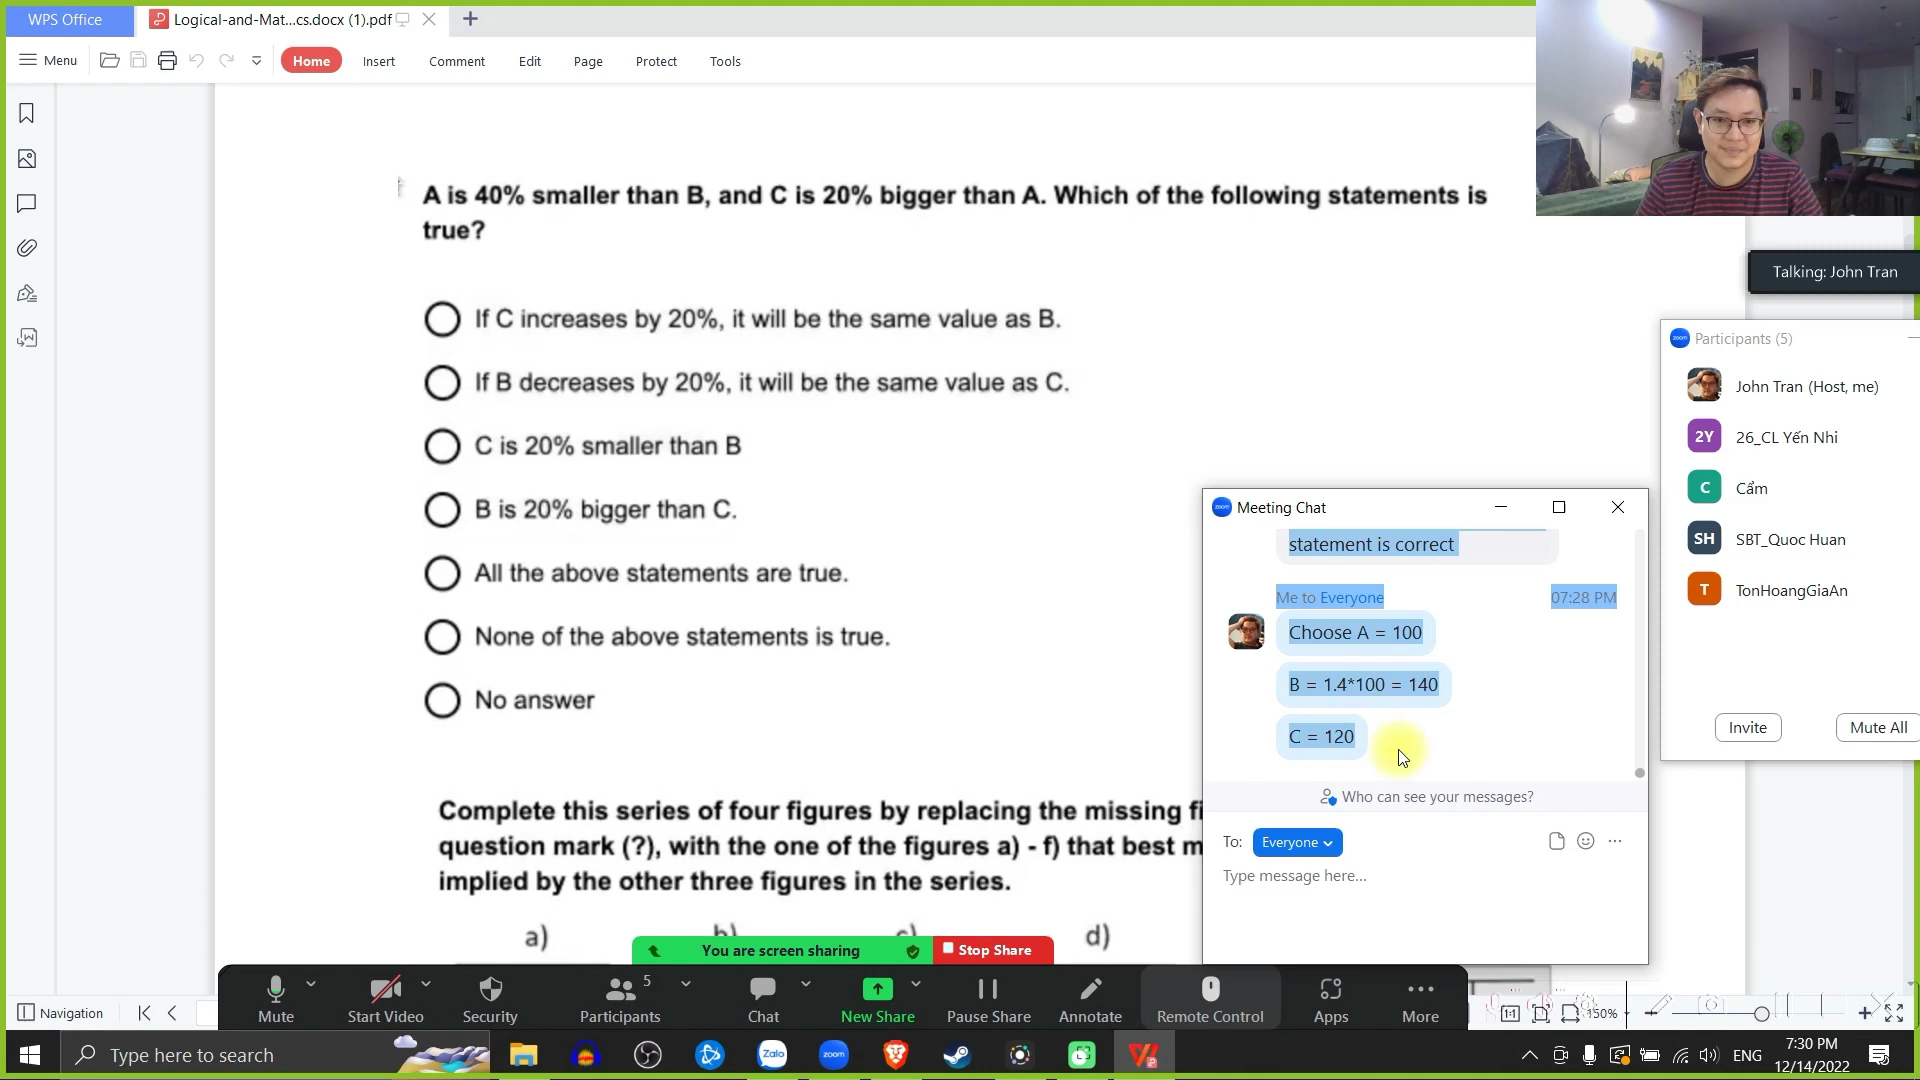 WPS Office
Logical-and-Mat...cs.docx (1).pdf
Menu
Home
Insert
Comment
Edit
Page
Protect
Tools
A is 40% smaller than B, and C is 20% bigger than A. Which of the following statements is
true?
If C increases by 20%, it will be the same value as B.
If B decreases by 20%, it will be the same value as C.
C is 20% smaller than B
B is 20% bigger than C.
All the above statements are true.
None of the above statements is true.
No answer
Complete this series of four figures by replacing the missing fi
question mark (?), with the one of the figures a) - f) that best m
implied by the other three figures in the series.
a)
b)
c)
d)
Talking: John Tran
zoom
Participants (5)
John Tran (Host, me)
2Y
26_CL Yến Nhi
C
Cẩm
SH
SBT_Quoc Huan
T
TonHoangGiaAn
Invite
Mute All
zoom
Meeting Chat
statement is correct
Me to Everyone
07:28 PM
Choose A = 100
B = 1.4*100 = 140
C = 120
Who can see your messages?
To:
Everyone
Type message here...
You are screen sharing
Stop Share
Mute
Start Video
Security
5
Participants
Chat
New Share
Pause Share
Annotate
Remote Control
Apps
More
Navigation
1:1
150%
Type here to search
Zalo
zoom
ENG
7:30 PM
12/14/2022